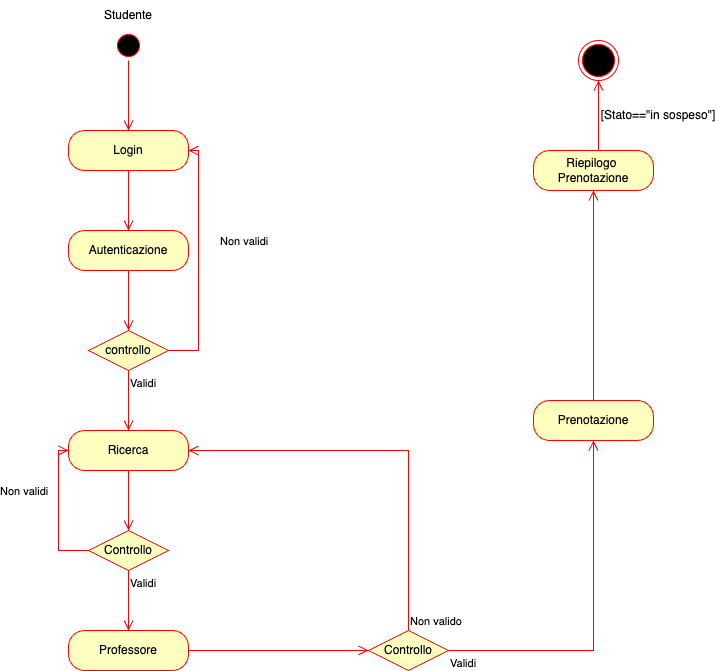 Studente
Login
Autenticazione
Non validi
controllo
Validi
Ricerca
Non validi
Controllo
Validi
Professore
Non valido
Controllo
Validi
Prenotazione
Riepilogo
Prenotazione
[Stato=="in sospeso"]